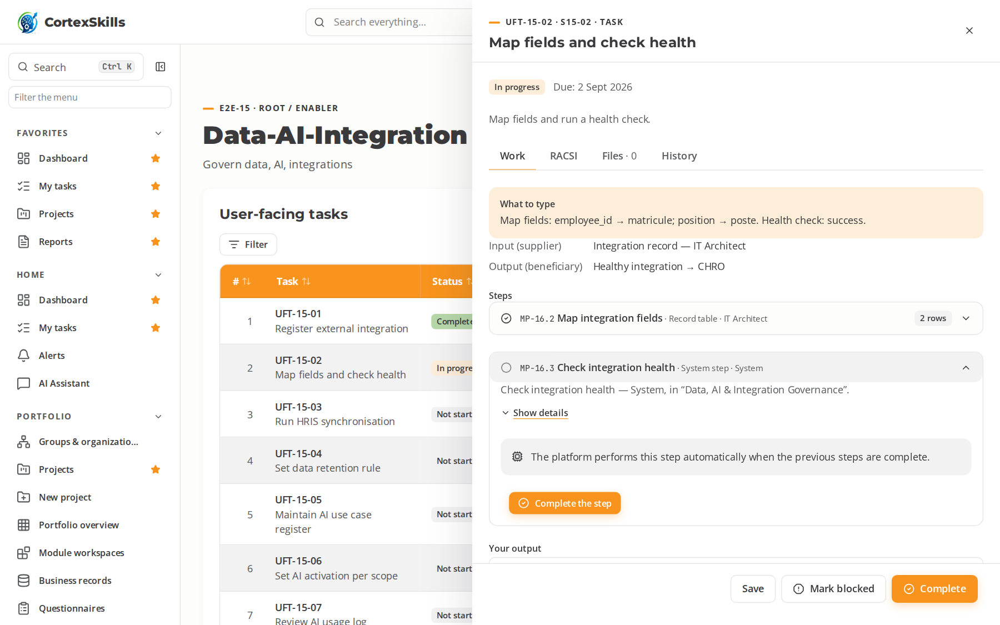 CortexSkills
Search everything...
Search
Ctrl K
Filter the menu
FAVORITES
Dashboard
My tasks
Projects
Reports
HOME
Dashboard
My tasks
Alerts
AI Assistant
PORTFOLIO
Groups & organizatio...
Projects
New project
Portfolio overview
Module workspaces
Business records
Questionnaires
E2E-15 · ROOT / ENABLER
Data-AI-Integration
Govern data, AI, integrations
User-facing tasks
Filter
# Task Status
1 UFT-15-01 Complete
Register external integration
2 UFT-15-02 In progre
Map fields and check health
3 UFT-15-03 Not start
Run HRIS synchronisation
4 UFT-15-04 Not start
Set data retention rule
5 UFT-15-05 Not start
Maintain AI use case
register
6 UFT-15-06 Not start
Set AI activation per scope
7 UFT-15-07 Not start
Review AI usage log
UFT-15-02 · S15-02 · TASK
Map fields and check health
In progress Due: 2 Sept 2026
Map fields and run a health check.
Work RACSI Files · 0 History
What to type
Map fields: employee_id → matricule; position → poste. Health check: success.
Input (supplier) Integration record — IT Architect
Output (beneficiary) Healthy integration → CHRO
Steps
MP-16.2 Map integration fields · Record table · IT Architect 2 rows
MP-16.3 Check integration health · System step · System
Check integration health — System, in “Data, AI & Integration Governance”.
Show details
The platform performs this step automatically when the previous steps are complete.
Complete the step
Your output
Save Mark blocked Complete